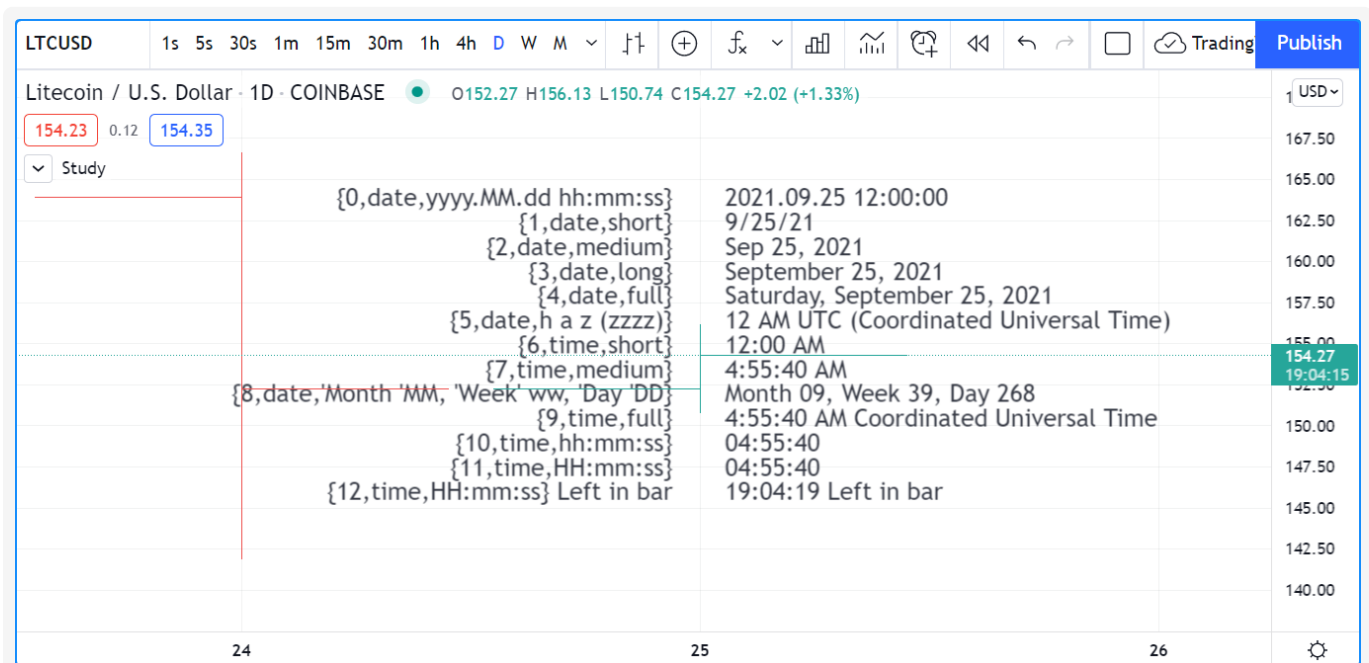 LTCUSD 1s 5s 30s 1m 15m 30m 1h 4h D W M fx Trading Publish
Litecoin / U.S. Dollar · 1D · COINBASE O152.27 H156.13 L150.74 C154.27 +2.02 (+1.33%) USD
154.23 0.12 154.35
167.50
Study
165.00
{0,date,yyyy.MM.dd hh:mm:ss} 2021.09.25 12:00:00
{1,date,short} 9/25/21
162.50
{2,date,medium} Sep 25, 2021
160.00
{3,date,long} September 25, 2021
{4,date,full} Saturday, September 25, 2021
157.50
{5,date,h a z (zzzz)} 12 AM UTC (Coordinated Universal Time)
{6,time,short} 12:00 AM
155.00
154.27
{7,time,medium} 4:55:40 AM
19:04:15
152.50
{8,date,'Month 'MM, 'Week' ww, 'Day 'DD} Month 09, Week 39, Day 268
{9,time,full} 4:55:40 AM Coordinated Universal Time
150.00
{10,time,hh:mm:ss} 04:55:40
{11,time,HH:mm:ss} 04:55:40
147.50
{12,time,HH:mm:ss} Left in bar 19:04:19 Left in bar
145.00
142.50
140.00
24 25 26